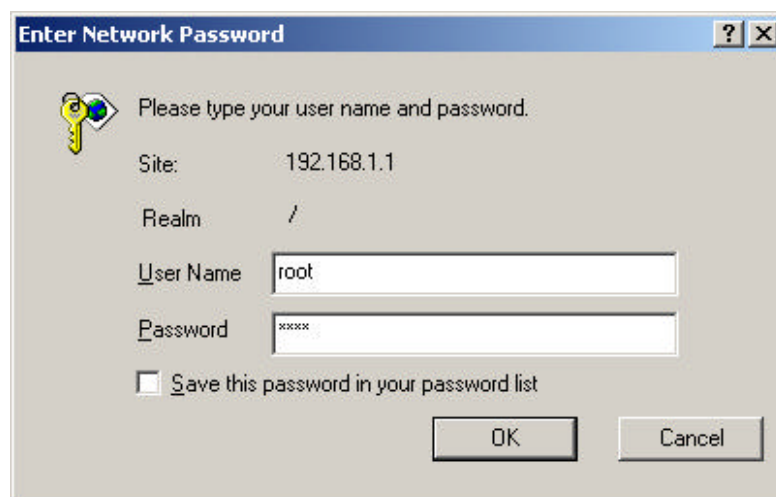 Enter Network Password
Please type your user name and password.
Site: 192.168.1.1
Realm /
User Name root
Password ****
Save this password in your password list
OK Cancel